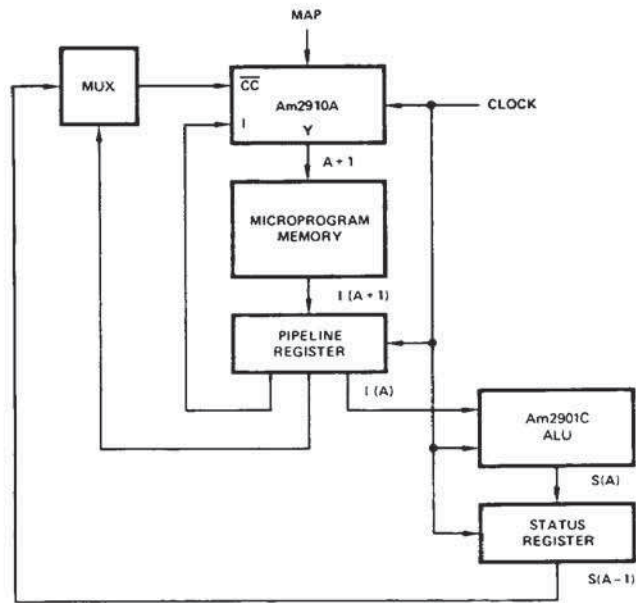 MAP
MUX
CC
Am2910A
I
Y
CLOCK
A + 1
MICROPROGRAM
MEMORY
I (A + 1)
PIPELINE
REGISTER
I (A)
Am2901C
ALU
S(A)
STATUS
REGISTER
S(A-1)